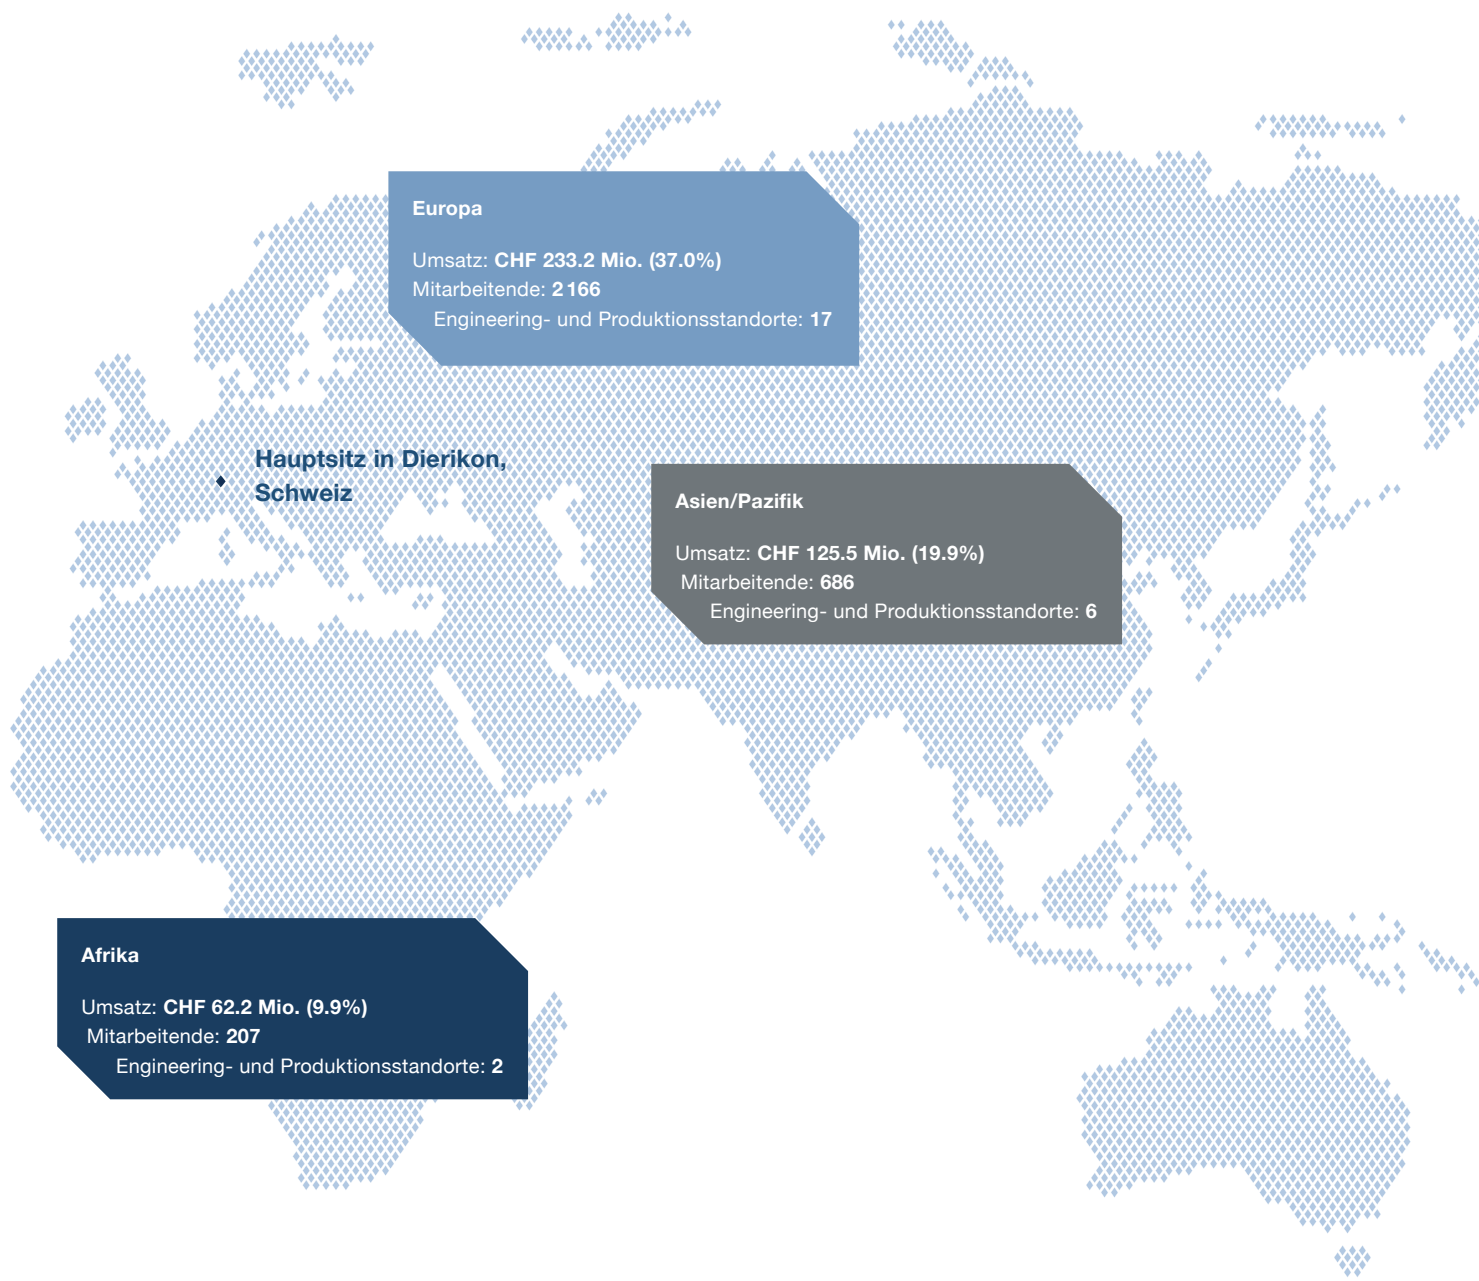 Europa
Umsatz: CHF 233.2 Mio. (37.0%)
Mitarbeitende: 2 166
Engineering- und Produktionsstandorte: 17
Hauptsitz in Dierikon,
Schweiz
Asien/Pazifik
Umsatz: CHF 125.5 Mio. (19.9%)
Mitarbeitende: 686
Engineering- und Produktionsstandorte: 6
Afrika
Umsatz: CHF 62.2 Mio. (9.9%)
Mitarbeitende: 207
Engineering- und Produktionsstandorte: 2